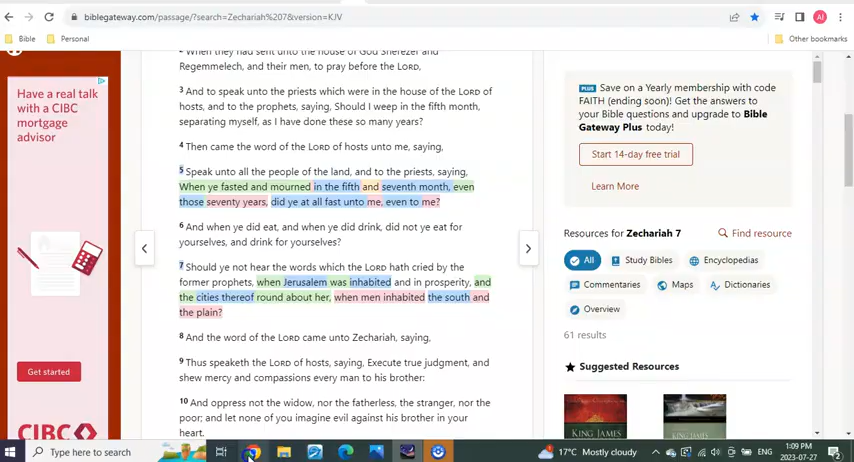 biblegateway.com/passage/?search=Zechariah%207&version=KJV
Bible
Personal
Other bookmarks
Have a real talk
with a CIBC
mortgage
advisor
Get started
CIBC
2 When they had sent unto the house of God Sherezer and
Regemmelech, and their men, to pray before the LORD,
3 And to speak unto the priests which were in the house of the LORD of
hosts, and to the prophets, saying, Should I weep in the fifth month,
separating myself, as I have done these so many years?
4 Then came the word of the LORD of hosts unto me, saying,
5 Speak unto all the people of the land, and to the priests, saying,
When ye fasted and mourned in the fifth and seventh month, even
those seventy years, did ye at all fast unto me, even to me?
6 And when ye did eat, and when ye did drink, did not ye eat for
yourselves, and drink for yourselves?
7 Should ye not hear the words which the LORD hath cried by the
former prophets, when Jerusalem was inhabited and in prosperity, and
the cities thereof round about her, when men inhabited the south and
the plain?
8 And the word of the LORD came unto Zechariah, saying,
9 Thus speaketh the LORD of hosts, saying, Execute true judgment, and
shew mercy and compassions every man to his brother:
10 And oppress not the widow, nor the fatherless, the stranger, nor the
poor; and let none of you imagine evil against his brother in your
heart.
PLUS Save on a Yearly membership with code
FAITH (ending soon)! Get the answers to
your Bible questions and upgrade to Bible
Gateway Plus today!
Start 14-day free trial
Learn More
Resources for Zechariah 7
Find resource
All
Study Bibles
Encyclopedias
Commentaries
Maps
Dictionaries
Overview
61 results
Suggested Resources
KING JAMES
Type here to search
17°C Mostly cloudy
ENG
1:09 PM
2023-07-27
2